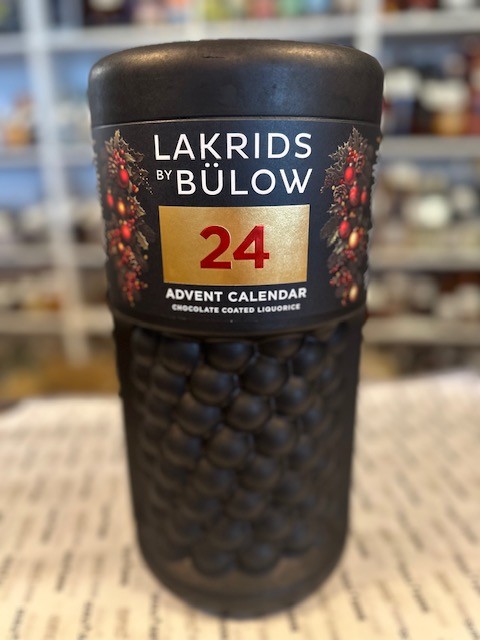 LAKRIDS
BY BÜLOW
24
ADVENT CALENDAR
CHOCOLATE COATED LIQUORICE